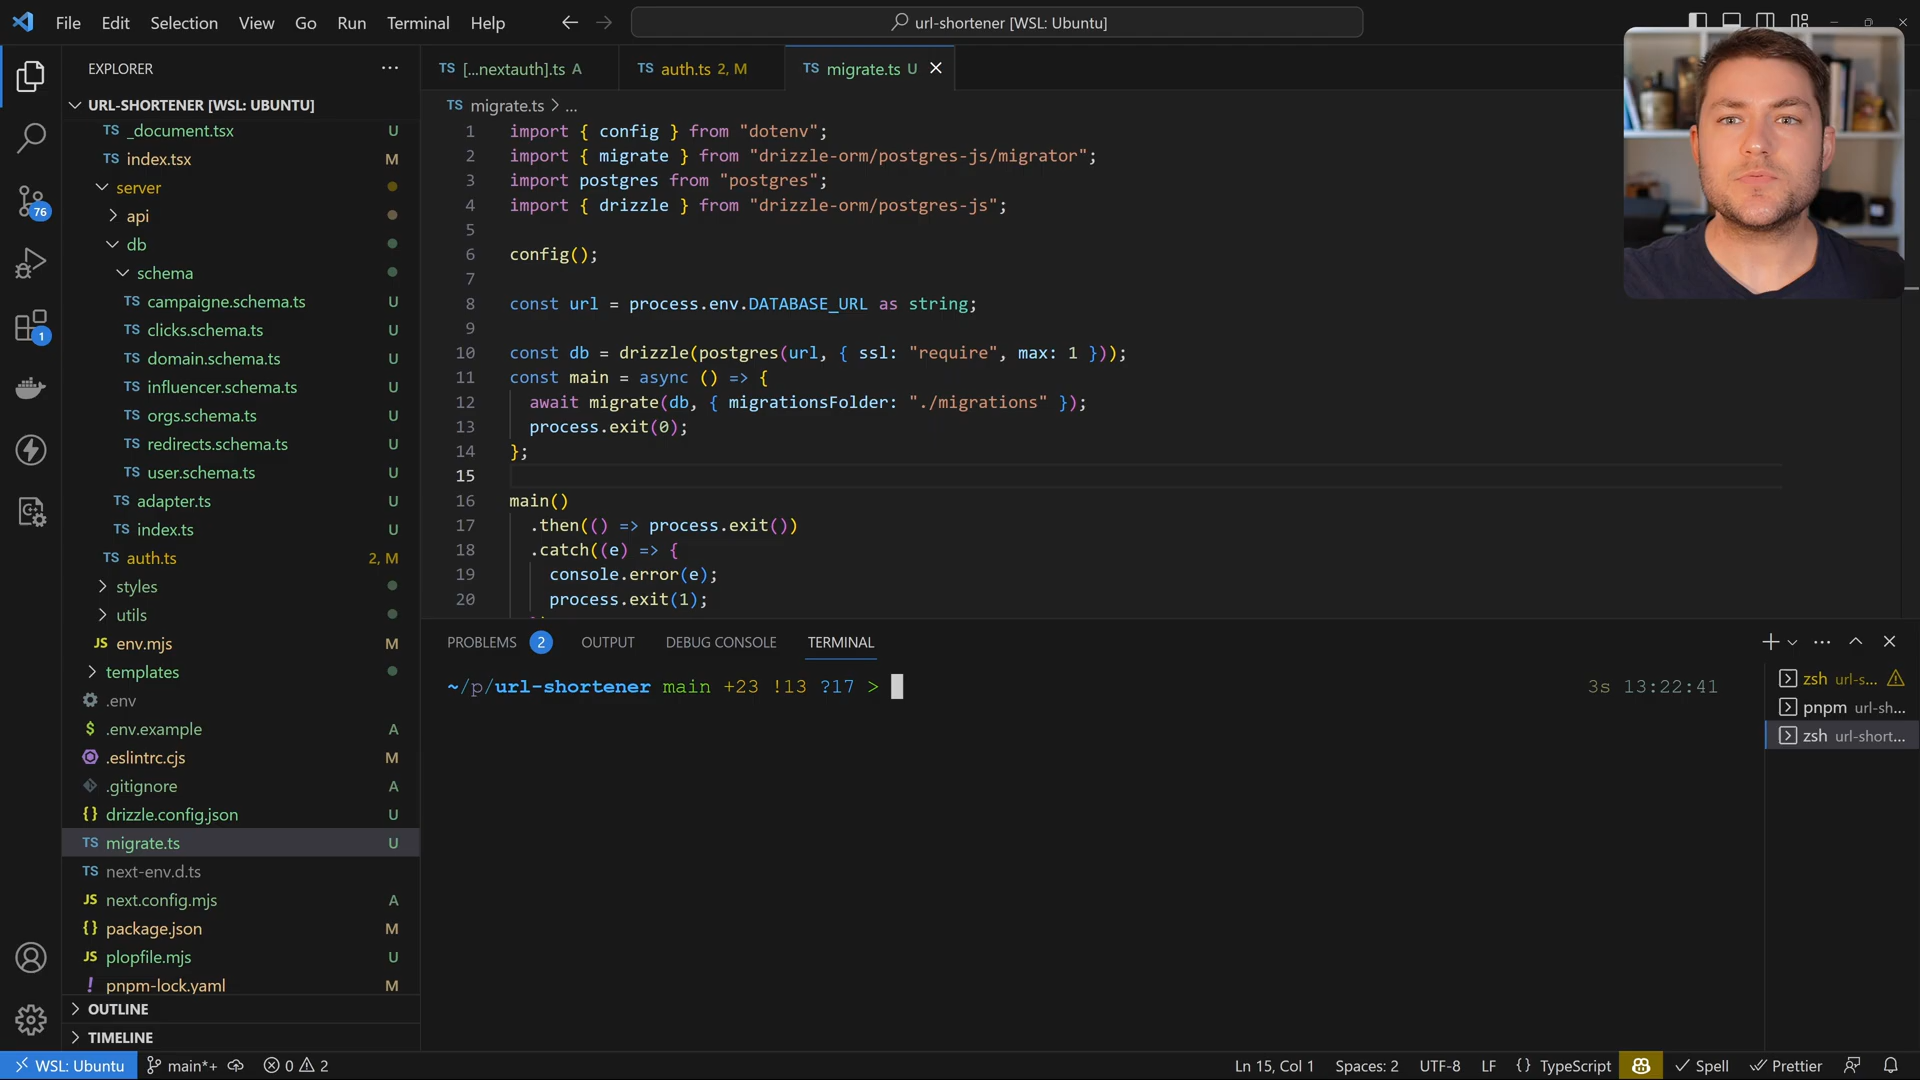 File Edit Selection View Go Run Terminal Help
url-shortener [WSL: Ubuntu]
EXPLORER
URL-SHORTENER [WSL: UBUNTU]
TS _document.tsx U
TS index.tsx M
server
api
db
schema
TS campaigne.schema.ts U
TS clicks.schema.ts U
TS domain.schema.ts U
TS influencer.schema.ts U
TS orgs.schema.ts U
TS redirects.schema.ts U
TS user.schema.ts U
TS adapter.ts U
TS index.ts U
TS auth.ts 2, M
styles
utils
JS env.mjs M
templates
.env
$ .env.example A
.eslintrc.cjs M
.gitignore A
{} drizzle.config.json U
TS migrate.ts U
TS next-env.d.ts
JS next.config.mjs A
{} package.json M
JS plopfile.mjs U
! pnpm-lock.yaml M
OUTLINE
TIMELINE
76
1
TS [...nextauth].ts A
TS auth.ts 2, M
TS migrate.ts U
TS migrate.ts > ...
1 import { config } from "dotenv";
2 import { migrate } from "drizzle-orm/postgres-js/migrator";
3 import postgres from "postgres";
4 import { drizzle } from "drizzle-orm/postgres-js";
5
6 config();
7
8 const url = process.env.DATABASE_URL as string;
9
10 const db = drizzle(postgres(url, { ssl: "require", max: 1 }));
11 const main = async () => {
12 await migrate(db, { migrationsFolder: "./migrations" });
13 process.exit(0);
14 };
15
16 main()
17 .then(() => process.exit())
18 .catch((e) => {
19 console.error(e);
20 process.exit(1);
PROBLEMS 2 OUTPUT DEBUG CONSOLE TERMINAL
~/p/url-shortener main +23 !13 ?17 > 3s 13:22:41
zsh url-s...
pnpm url-sh...
zsh url-short...
WSL: Ubuntu main*+ 0 2 Ln 15, Col 1 Spaces: 2 UTF-8 LF {} TypeScript Spell Prettier